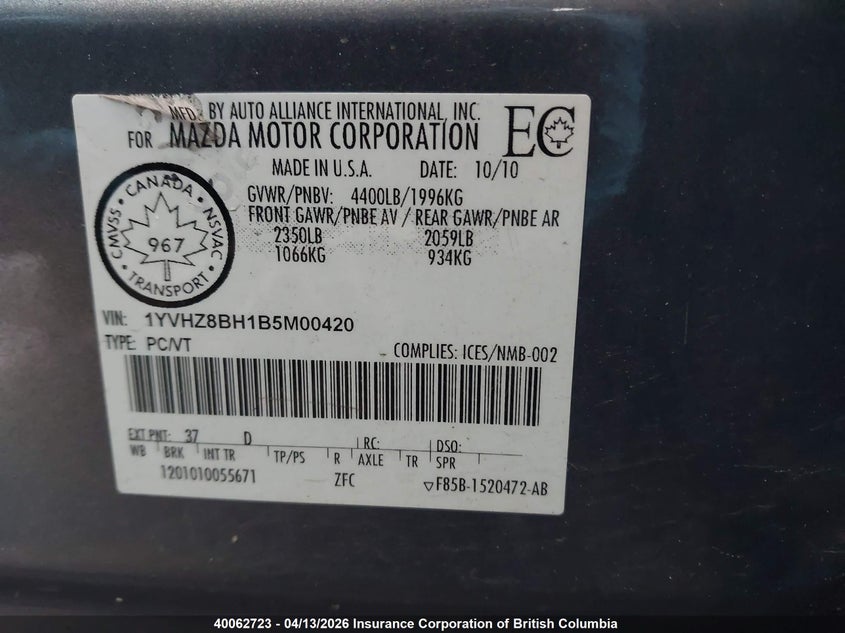 MFD. BY AUTO ALLIANCE INTERNATIONAL, INC.
FOR MAZDA MOTOR CORPORATION
EC
MADE IN U.S.A. DATE: 10/10
GVWR/PNBV: 4400LB/1996KG
FRONT GAWR/PNBE AV / REAR GAWR/PNBE AR
2350LB 2059LB
1066KG 934KG
CANADA
CMVSS 967 NSVAC
TRANSPORT
VIN: 1YVHZ8BH1B5M00420
TYPE: PC/VT COMPLIES: ICES/NMB-002
EXT PNT: 37 D RC: DSO:
WB BRK INT TR TP/PS R AXLE TR SPR
1201010055671 ZFC ▽F85B-1520472-AB
40062723 - 04/13/2026 Insurance Corporation of British Columbia